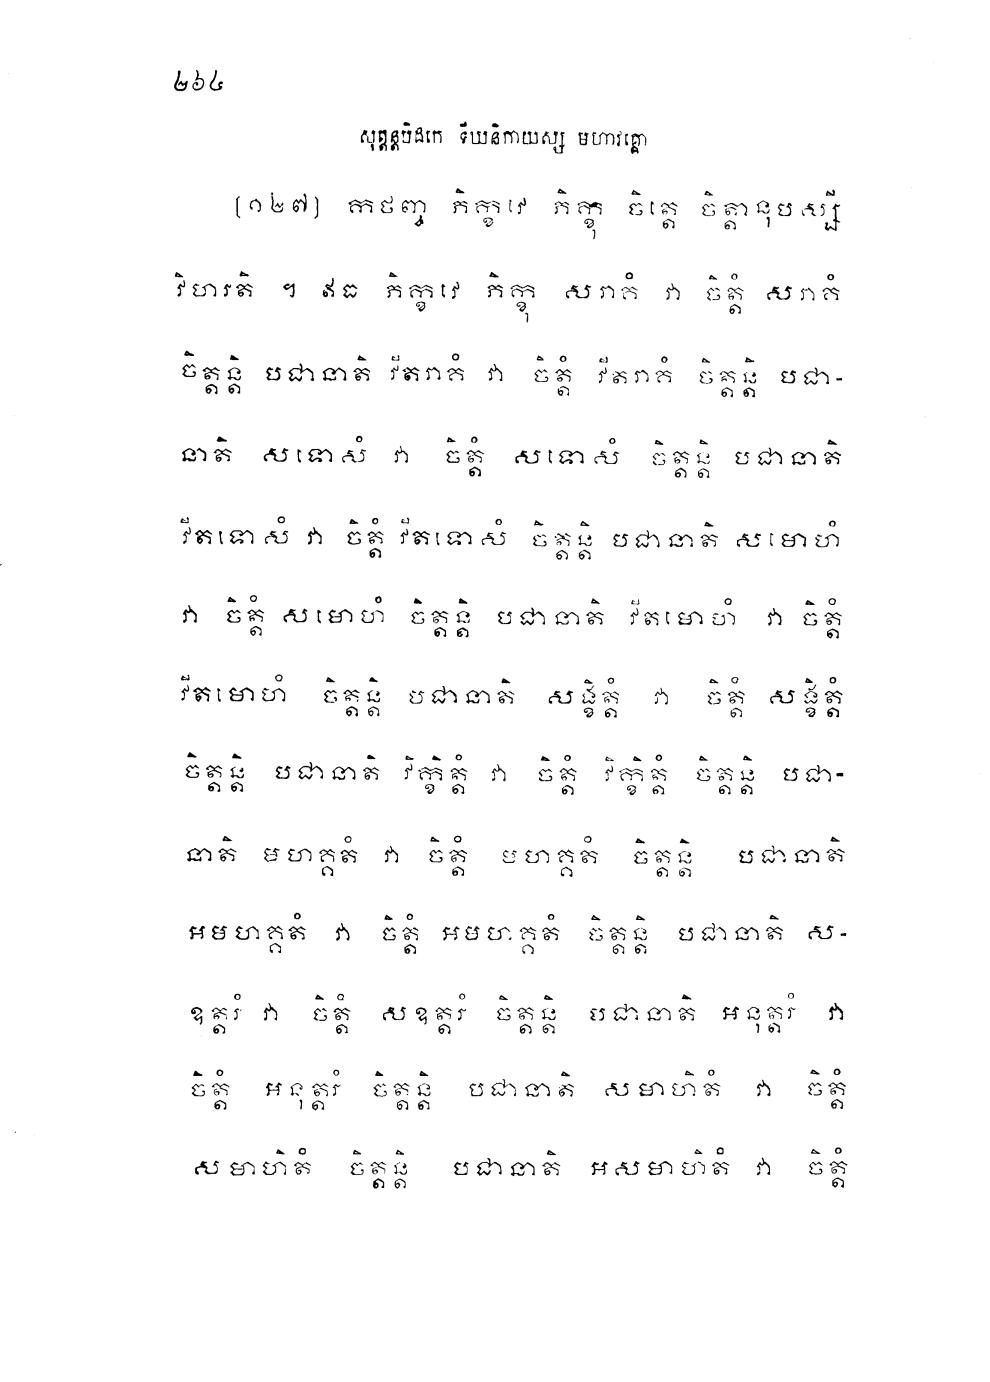 ២៦៤
សុត្តន្តបិដកេ ទីឃនិកាយស្ស មហាវគ្គោ
[១២៧] កថញ្ច ភិក្ខវេ ភិក្ខុ ចិត្តេ ចិត្តានុបស្សី
វិហរតិ ។ ឥធ ភិក្ខវេ ភិក្ខុ សរាគំ វា ចិត្តំ សរាគំ
ចិត្តន្តិ បជានាតិ វីតរាគំ វា ចិត្តំ វីតរាគំ ចិត្តន្តិ បជា-
នាតិ សទោសំ វា ចិត្តំ សទោសំ ចិត្តន្តិ បជានាតិ
វីតទោសំ វា ចិត្តំ វីតទោសំ ចិត្តន្តិ បជានាតិ សមោហំ
វា ចិត្តំ សមោហំ ចិត្តន្តិ បជានាតិ វីតមោហំ វា ចិត្តំ
វីតមោហំ ចិត្តន្តិ បជានាតិ សង្ខិត្តំ វា ចិត្តំ សង្ខិត្តំ
ចិត្តន្តិ បជានាតិ វិក្ខិត្តំ វា ចិត្តំ វិក្ខិត្តំ ចិត្តន្តិ បជា-
នាតិ មហគ្គតំ វា ចិត្តំ មហគ្គតំ ចិត្តន្តិ បជានាតិ
អមហគ្គតំ វា ចិត្តំ អមហគ្គតំ ចិត្តន្តិ បជានាតិ ស-
ឧត្តរំ វា ចិត្តំ សឧត្តរំ ចិត្តន្តិ បជានាតិ អនុត្តរំ វា
ចិត្តំ អនុត្តរំ ចិត្តន្តិ បជានាតិ សមាហិតំ វា ចិត្តំ
សមាហិតំ ចិត្តន្តិ បជានាតិ អសមាហិតំ វា ចិត្តំ